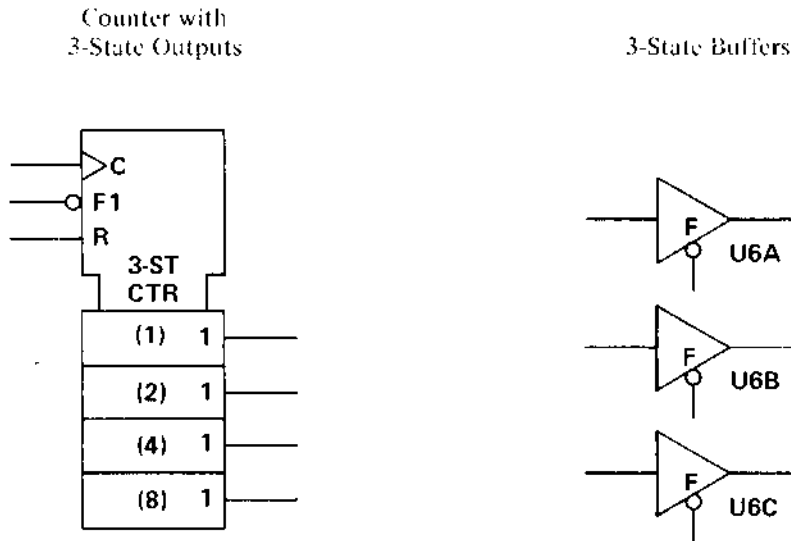 Counter with
3-State Outputs
C
F1
R
3-ST
CTR
(1) 1
(2) 1
(4) 1
(8) 1
3-State Buffers
F
U6A
F
U6B
F
U6C